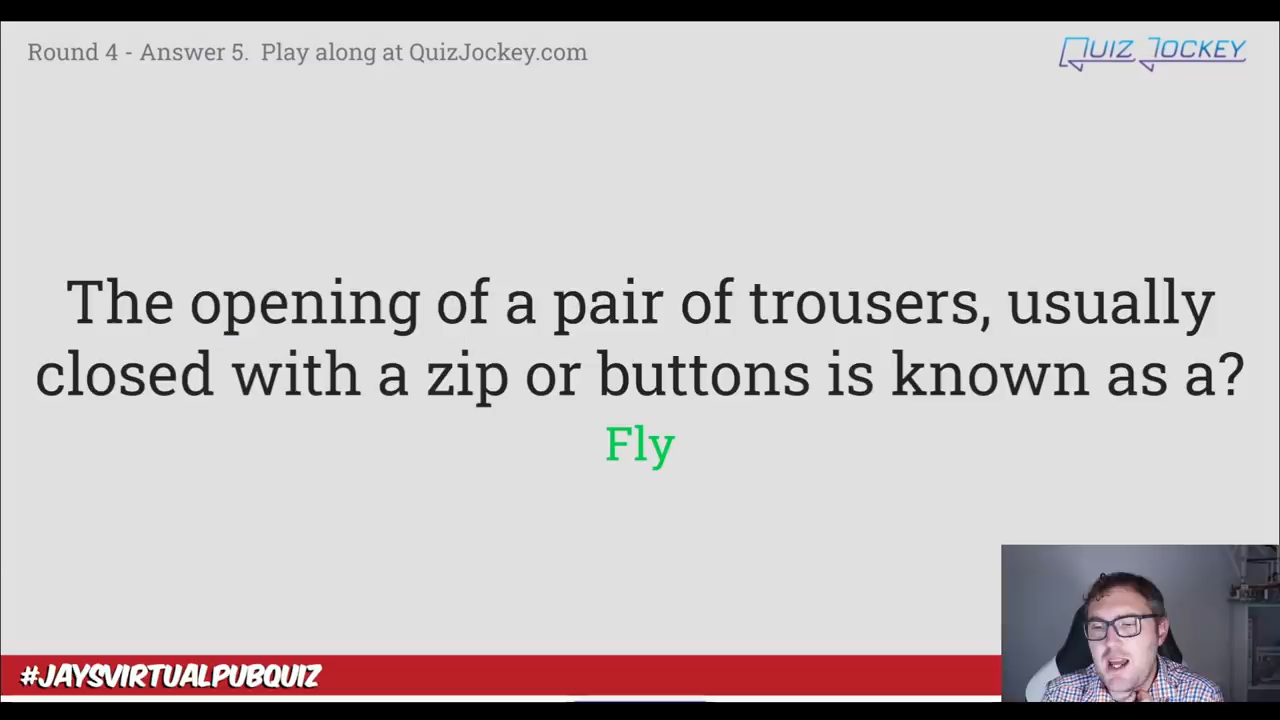 Round 4 - Answer 5.  Play along at QuizJockey.com
QUIZ JOCKEY
The opening of a pair of trousers, usually
closed with a zip or buttons is known as a?
Fly
#JAYSVIRTUALPUBQUIZ